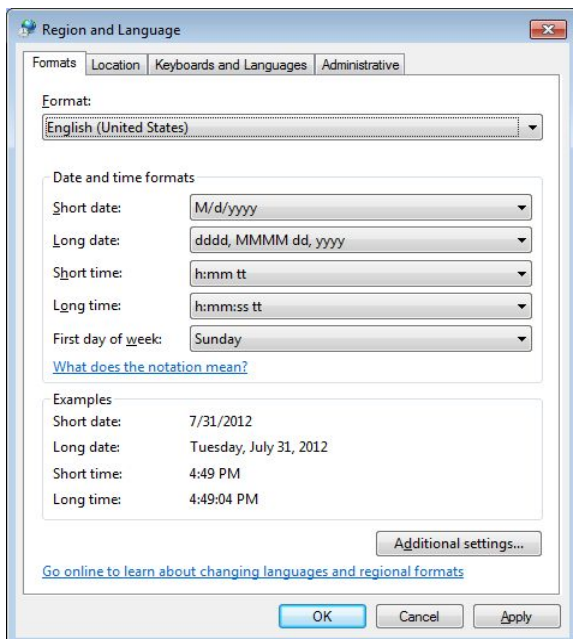 Region and Language
Formats Location Keyboards and Languages Administrative
Format:
English (United States)
Date and time formats
Short date: M/d/yyyy
Long date: dddd, MMMM dd, yyyy
Short time: h:mm tt
Long time: h:mm:ss tt
First day of week: Sunday
What does the notation mean?
Examples
Short date: 7/31/2012
Long date: Tuesday, July 31, 2012
Short time: 4:49 PM
Long time: 4:49:04 PM
Additional settings...
Go online to learn about changing languages and regional formats
OK Cancel Apply